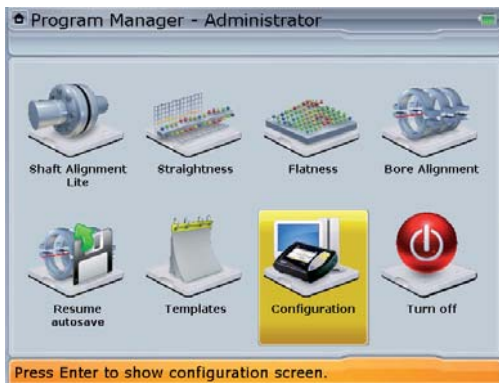 Program Manager - Administrator
Shaft Alignment
Lite
Straightness
Flatness
Bore Alignment
Resume
autosave
Templates
Configuration
Turn off
Press Enter to show configuration screen.